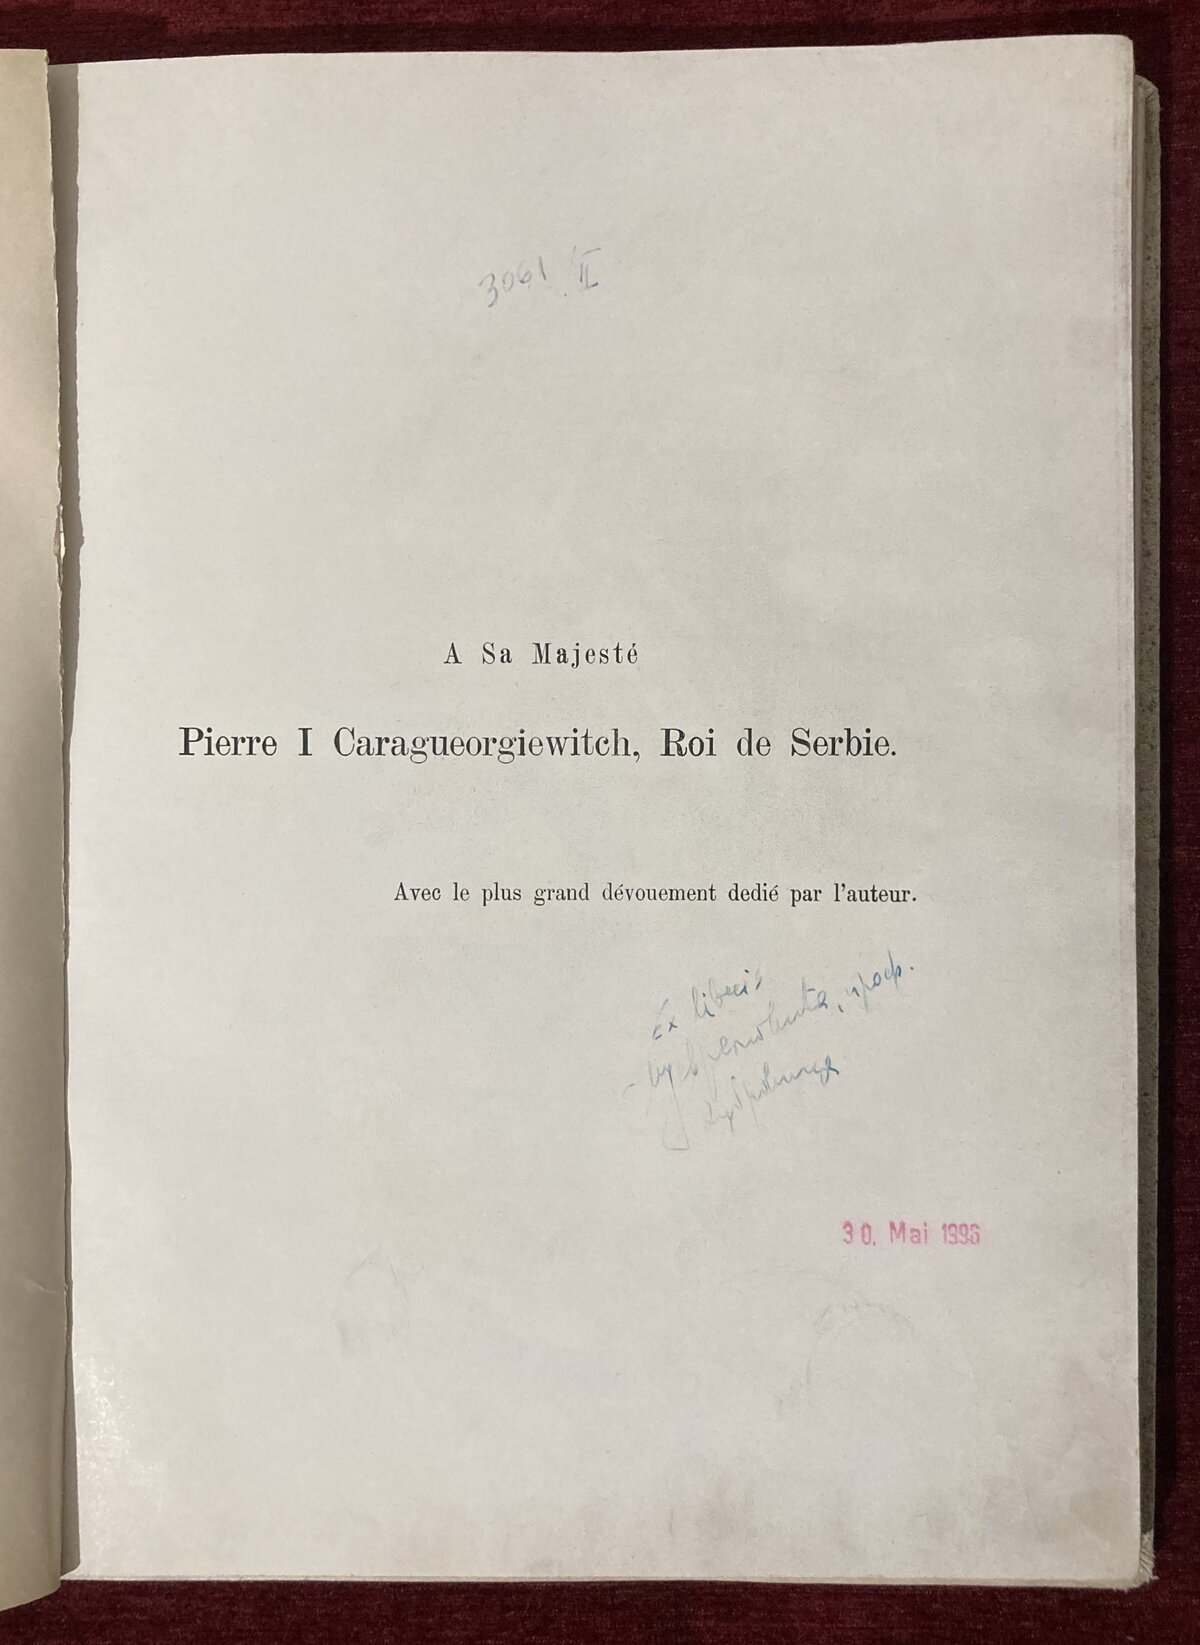 3061 / II
A Sa Majesté
Pierre I Caragueorgiewitch, Roi de Serbie.
Avec le plus grand dévouement dedié par l'auteur.
Ex libris
проф.
30. Mai 1996